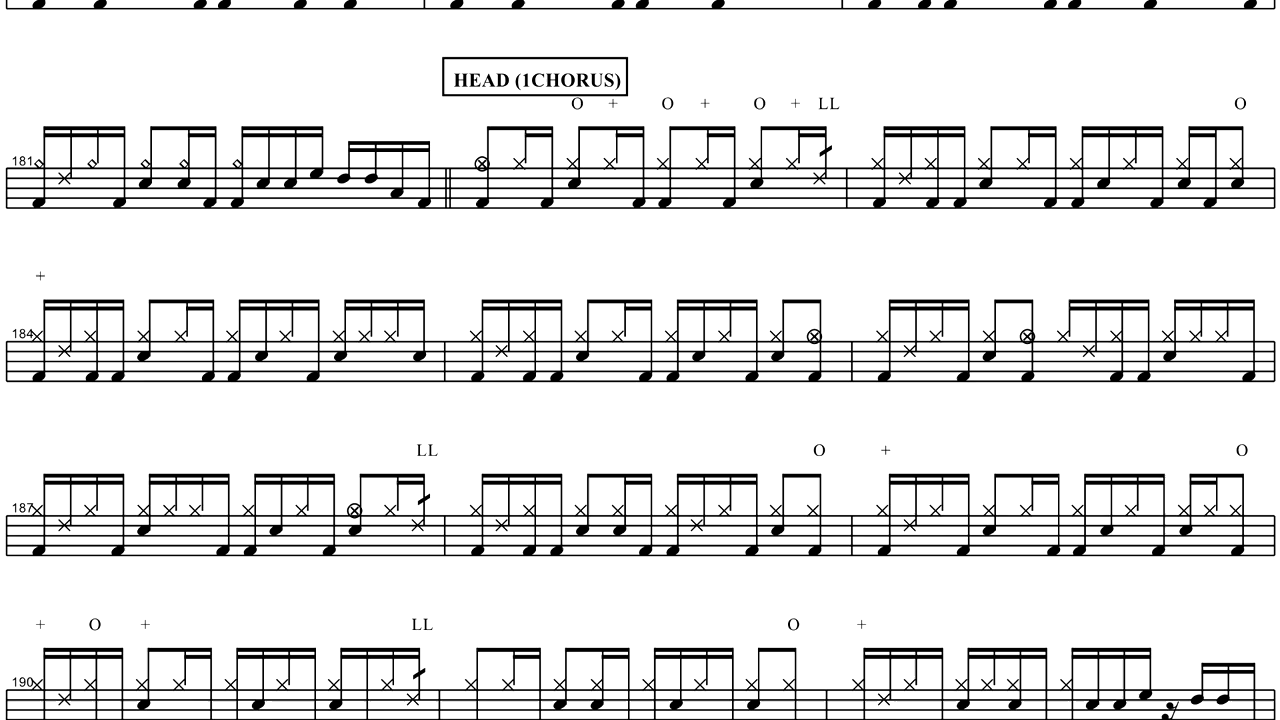 HEAD (1CHORUS)
O + O + O + LL O
181
+
184
LL O + O
187
+ O + LL O +
190